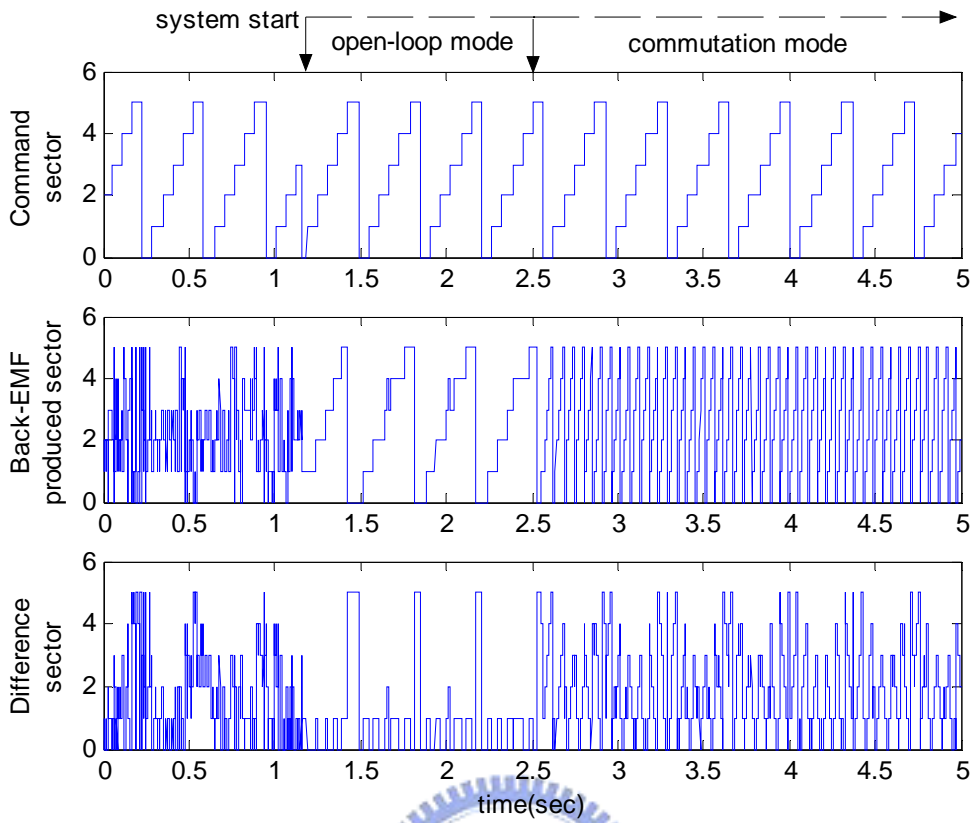 system start
open-loop mode
commutation mode
Command
sector
6
4
2
0
0 0.5 1 1.5 2 2.5 3 3.5 4 4.5 5
Back-EMF
produced sector
6
4
2
0
0 0.5 1 1.5 2 2.5 3 3.5 4 4.5 5
Difference
sector
6
4
2
0
0 0.5 1 1.5 2 2.5 3 3.5 4 4.5 5
time(sec)